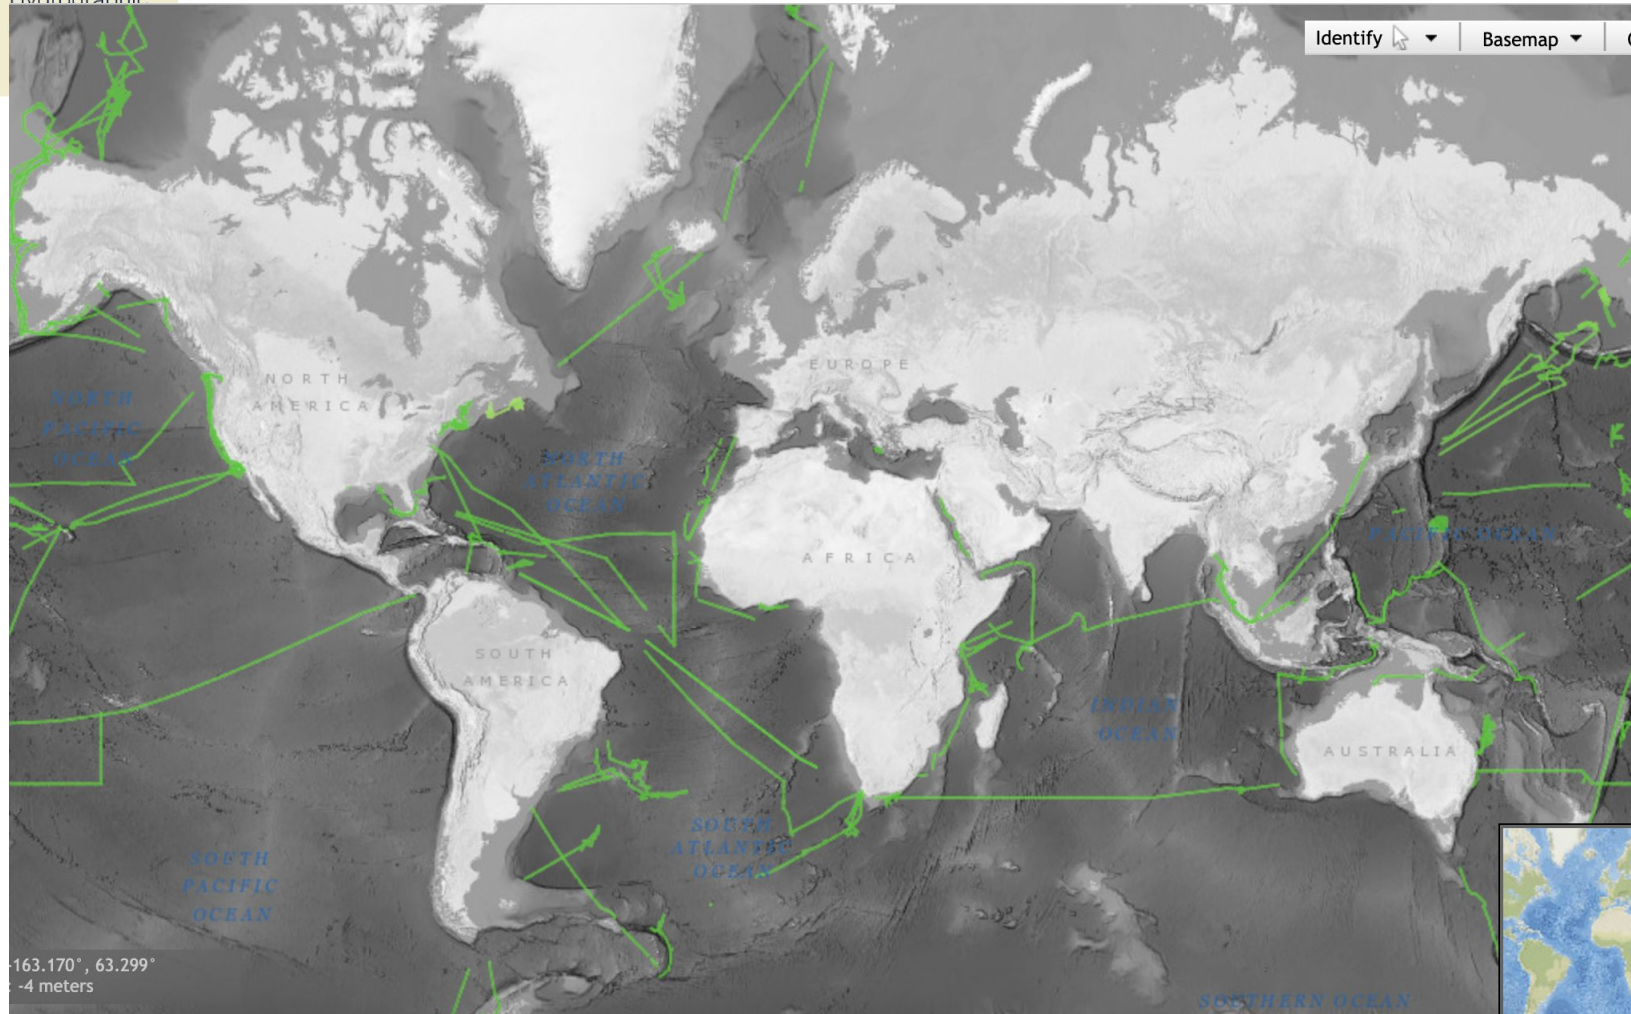 Hydrographic
Identify
Basemap
NORTH
AMERICA
EUROPE
NORTH
PACIFIC
OCEAN
NORTH
ATLANTIC
OCEAN
AFRICA
PACIFIC OCEAN
SOUTH
AMERICA
INDIAN
OCEAN
AUSTRALIA
SOUTH
ATLANTIC
OCEAN
SOUTH
PACIFIC
OCEAN
-163.170°, 63.299°
: -4 meters
SOUTHERN OCEAN